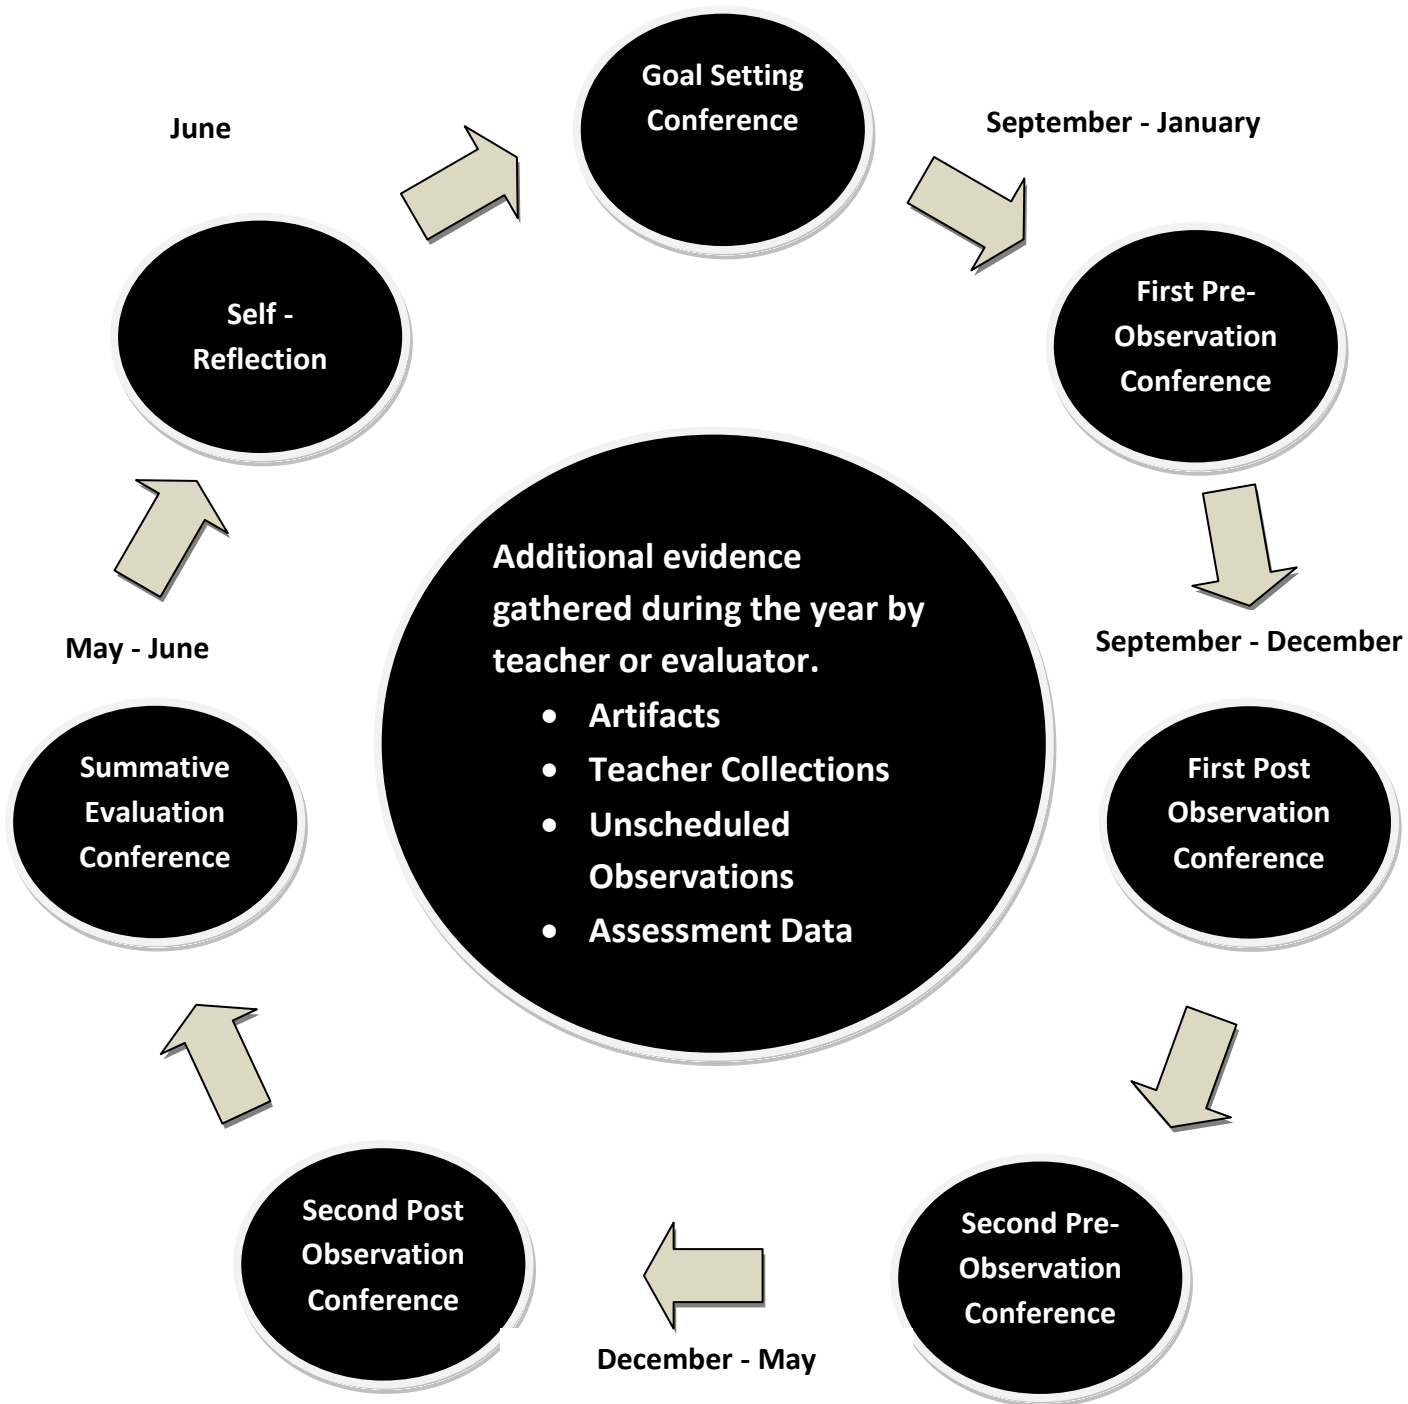 Goal Setting
Conference
September - January
First Pre-
Observation
Conference
September - December
First Post
Observation
Conference
Second Pre-
Observation
Conference
December - May
Second Post
Observation
Conference
Summative
Evaluation
Conference
May - June
Self -
Reflection
June
Additional evidence
gathered during the year by
teacher or evaluator.
• Artifacts
• Teacher Collections
• Unscheduled
Observations
• Assessment Data